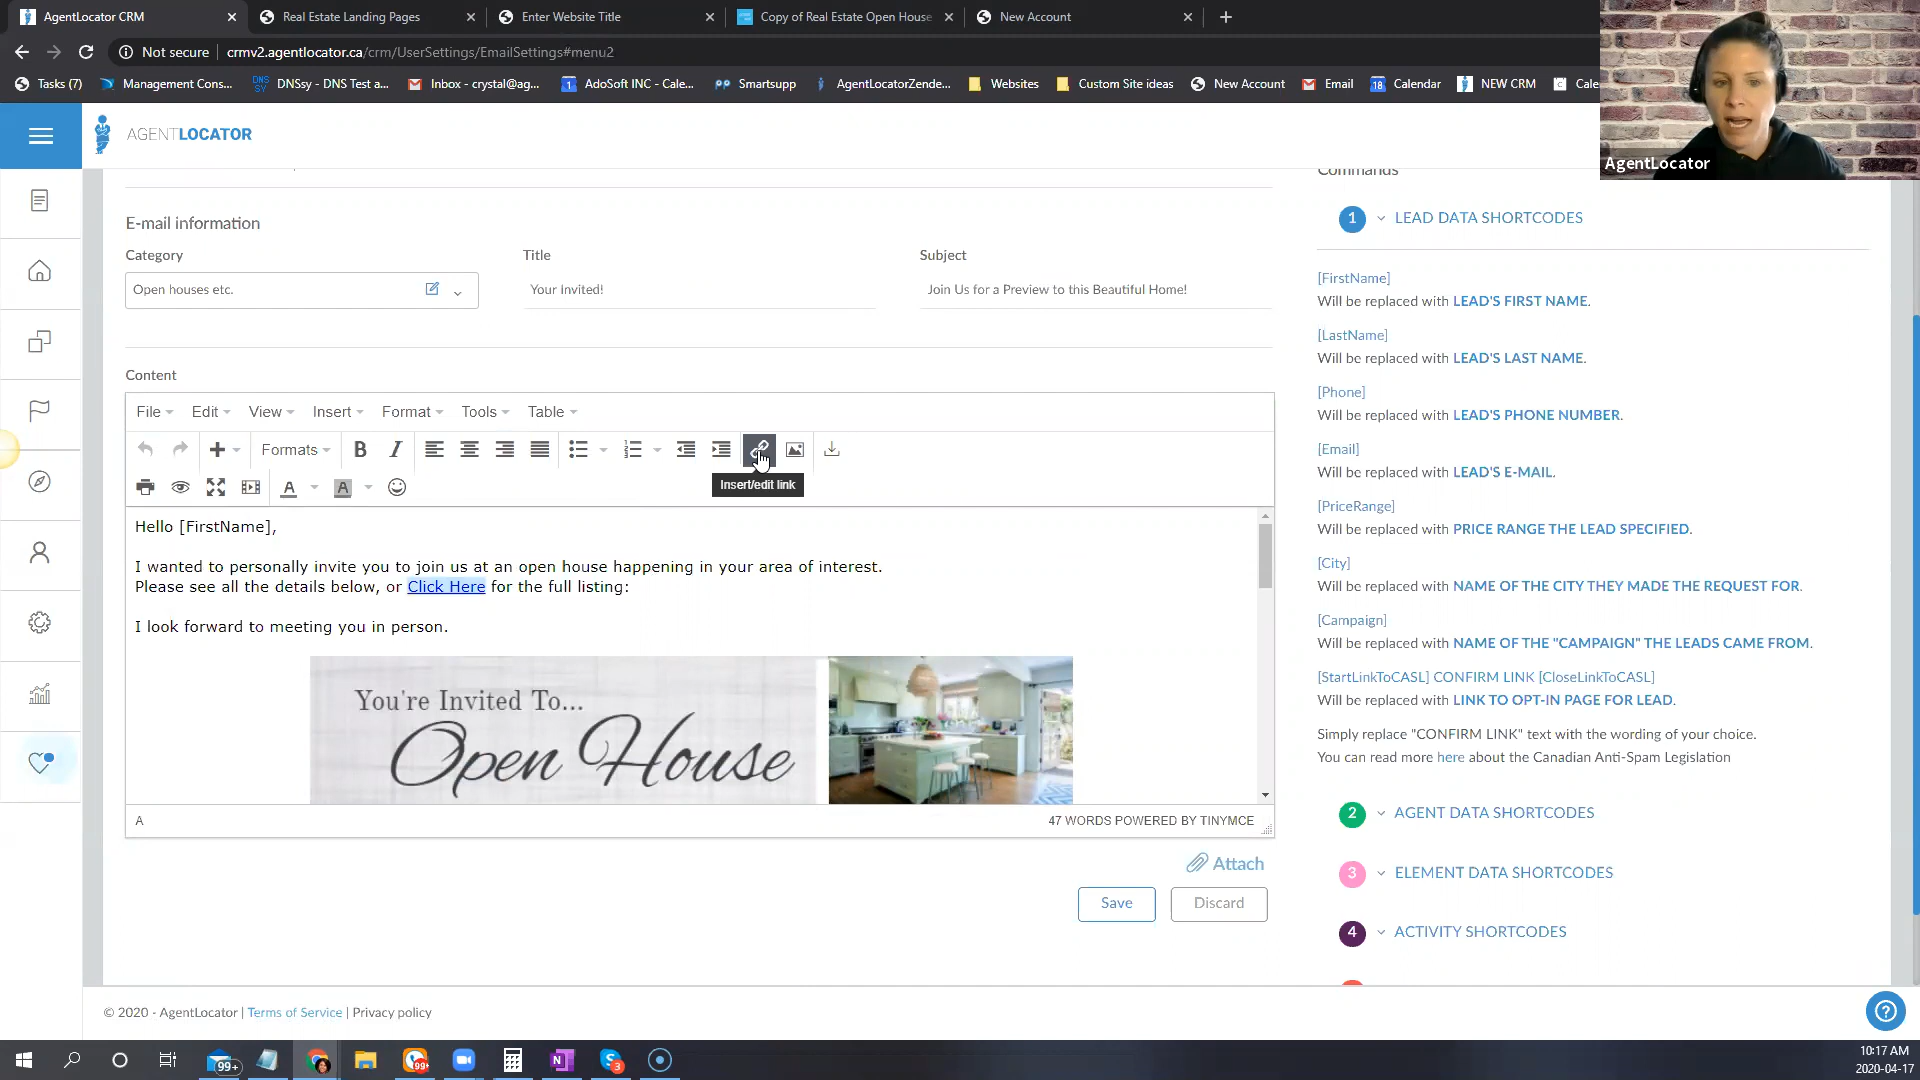 AgentLocator CRM
Real Estate Landing Pages
Enter Website Title
Copy of Real Estate Open House
New Account
Not secure
crmv2.agentlocator.ca/crm/UserSettings/EmailSettings#menu2
Tasks (7)
Management Cons...
DNSsy - DNS Test a...
Inbox - crystal@ag...
AdoSoft INC - Cale...
Smartsupp
AgentLocatorZende...
Websites
Custom Site ideas
New Account
Email
Calendar
NEW CRM
Cale
AGENTLOCATOR
AgentLocator
E-mail information
Category
Title
Subject
Open houses etc.
Your Invited!
Join Us for a Preview to this Beautiful Home!
Content
File
Edit
View
Insert
Format
Tools
Table
Formats
B
I
A
A
Insert/edit link
Hello [FirstName],
I wanted to personally invite you to join us at an open house happening in your area of interest.
Please see all the details below, or Click Here for the full listing:
I look forward to meeting you in person.
You're Invited To...
Open House
A
47 WORDS POWERED BY TINYMCE
Attach
Save
Discard
Commands
1
LEAD DATA SHORTCODES
[FirstName]
Will be replaced with LEAD'S FIRST NAME.
[LastName]
Will be replaced with LEAD'S LAST NAME.
[Phone]
Will be replaced with LEAD'S PHONE NUMBER.
[Email]
Will be replaced with LEAD'S E-MAIL.
[PriceRange]
Will be replaced with PRICE RANGE THE LEAD SPECIFIED.
[City]
Will be replaced with NAME OF THE CITY THEY MADE THE REQUEST FOR.
[Campaign]
Will be replaced with NAME OF THE "CAMPAIGN" THE LEADS CAME FROM.
[StartLinkToCASL] CONFIRM LINK [CloseLinkToCASL]
Will be replaced with LINK TO OPT-IN PAGE FOR LEAD.
Simply replace "CONFIRM LINK" text with the wording of your choice.
You can read more here about the Canadian Anti-Spam Legislation
2
AGENT DATA SHORTCODES
3
ELEMENT DATA SHORTCODES
4
ACTIVITY SHORTCODES
© 2020 - AgentLocator | Terms of Service | Privacy policy
99+
99+
3
10:17 AM
2020-04-17